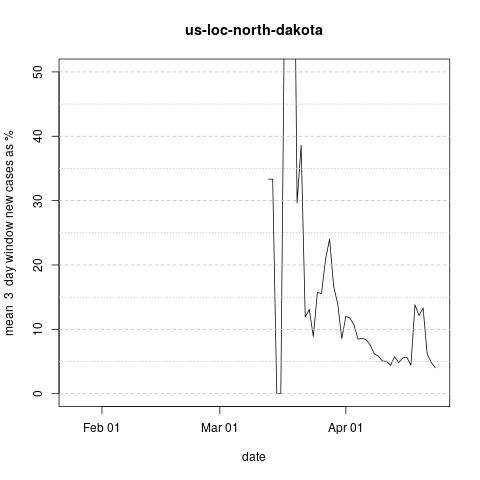 us-loc-north-dakota
mean  3  day window new cases as %
50
40
30
20
10
0
Feb 01
Mar 01
Apr 01
date